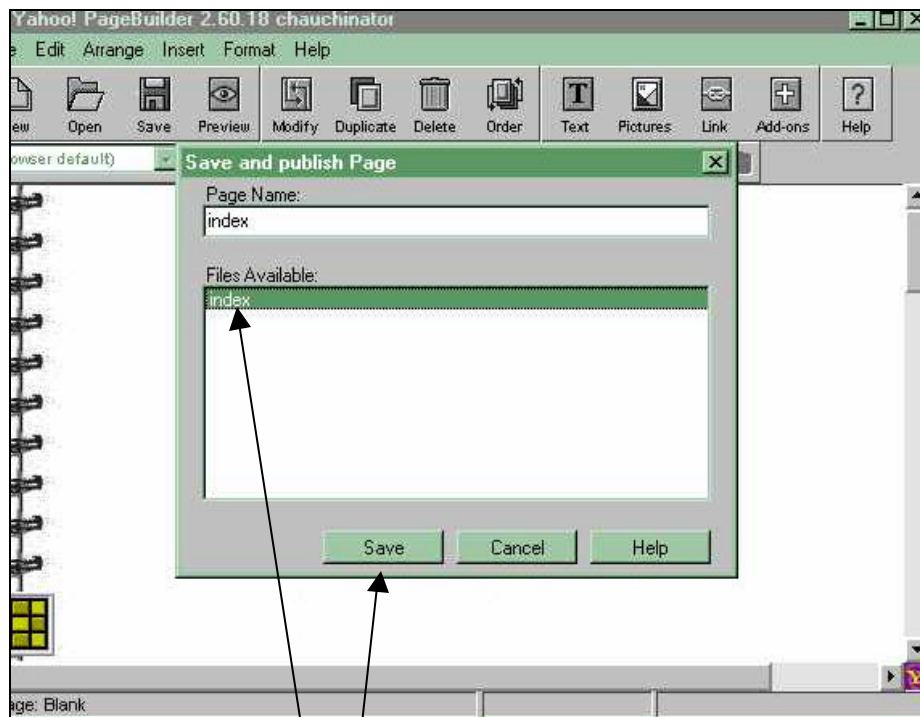 Yahoo! PageBuilder 2.60.18 chauchinator
e Edit Arrange Insert Format Help
ew Open Save Preview Modify Duplicate Delete Order Text Pictures Link Add-ons Help
owser default)
Save and publish Page
Page Name:
index
Files Available:
index
Save Cancel Help
age: Blank